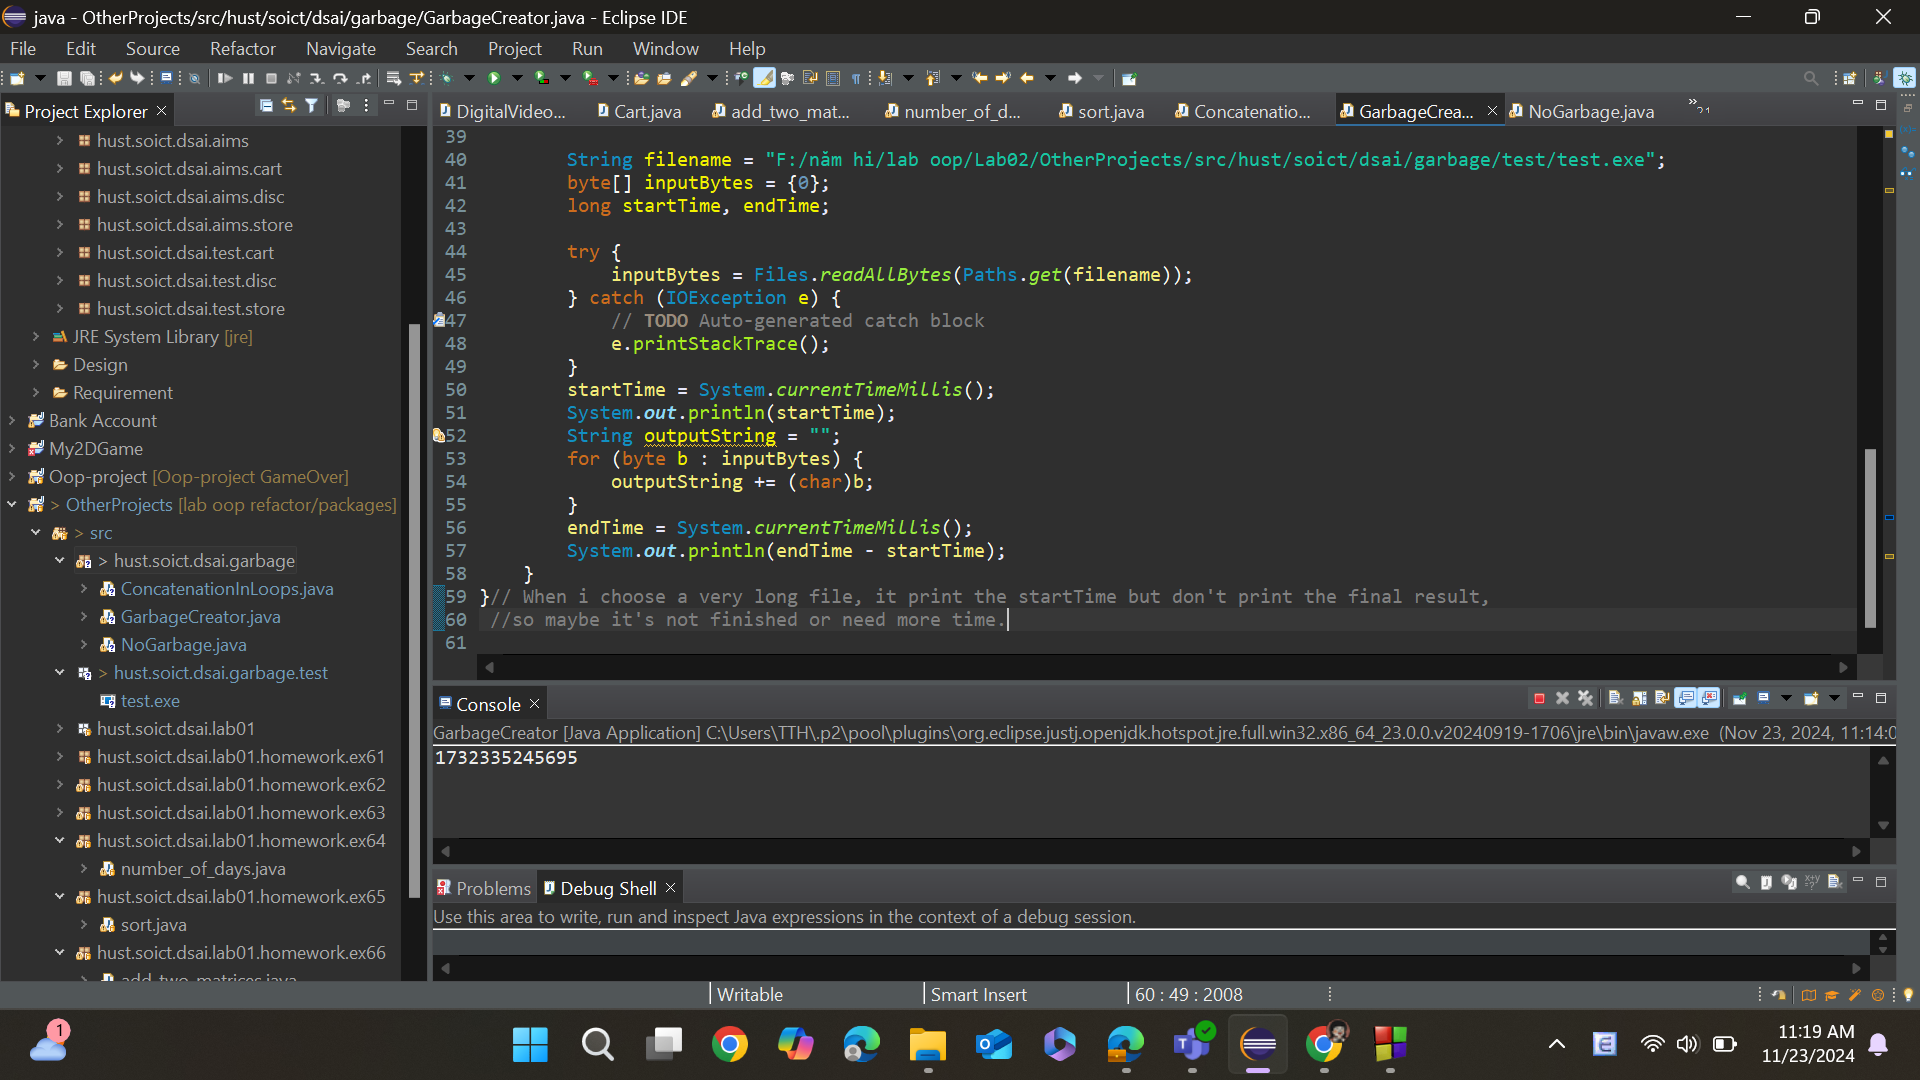 java - OtherProjects/src/hust/soict/dsai/garbage/GarbageCreator.java - Eclipse IDE
File Edit Source Refactor Navigate Search Project Run Window Help
Project Explorer
hust.soict.dsai.aims
hust.soict.dsai.aims.cart
hust.soict.dsai.aims.disc
hust.soict.dsai.aims.store
hust.soict.dsai.test.cart
hust.soict.dsai.test.disc
hust.soict.dsai.test.store
JRE System Library [jre]
Design
Requirement
Bank Account
My2DGame
Oop-project [Oop-project GameOver]
> OtherProjects [lab oop refactor/packages]
> src
> hust.soict.dsai.garbage
ConcatenationInLoops.java
GarbageCreator.java
NoGarbage.java
> hust.soict.dsai.garbage.test
test.exe
hust.soict.dsai.lab01
hust.soict.dsai.lab01.homework.ex61
hust.soict.dsai.lab01.homework.ex62
hust.soict.dsai.lab01.homework.ex63
hust.soict.dsai.lab01.homework.ex64
number_of_days.java
hust.soict.dsai.lab01.homework.ex65
sort.java
hust.soict.dsai.lab01.homework.ex66
add_two_matrices.java
DigitalVideo... Cart.java add_two_mat... number_of_d... sort.java Concatenatio... GarbageCrea... NoGarbage.java »21
39
40 String filename = "F:/năm hi/lab oop/Lab02/OtherProjects/src/hust/soict/dsai/garbage/test/test.exe";
41 byte[] inputBytes = {0};
42 long startTime, endTime;
43
44 try {
45 inputBytes = Files.readAllBytes(Paths.get(filename));
46 } catch (IOException e) {
47 // TODO Auto-generated catch block
48 e.printStackTrace();
49 }
50 startTime = System.currentTimeMillis();
51 System.out.println(startTime);
52 String outputString = "";
53 for (byte b : inputBytes) {
54 outputString += (char)b;
55 }
56 endTime = System.currentTimeMillis();
57 System.out.println(endTime - startTime);
58 }
59 }// When i choose a very long file, it print the startTime but don't print the final result,
60 //so maybe it's not finished or need more time.
61
Console
GarbageCreator [Java Application] C:\Users\TTH\.p2\pool\plugins\org.eclipse.justj.openjdk.hotspot.jre.full.win32.x86_64_23.0.0.v20240919-1706\jre\bin\javaw.exe (Nov 23, 2024, 11:14:0
1732335245695
Problems Debug Shell
Use this area to write, run and inspect Java expressions in the context of a debug session.
Writable Smart Insert 60 : 49 : 2008
1
11:19 AM
11/23/2024